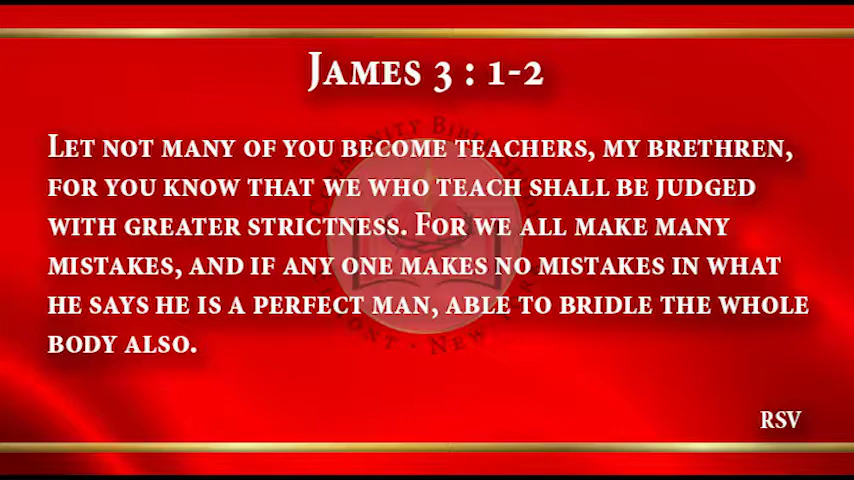 James 3 : 1-2
Let not many of you become teachers, my brethren,
for you know that we who teach shall be judged
with greater strictness. For we all make many
mistakes, and if any one makes no mistakes in what
he says he is a perfect man, able to bridle the whole
body also.
RSV